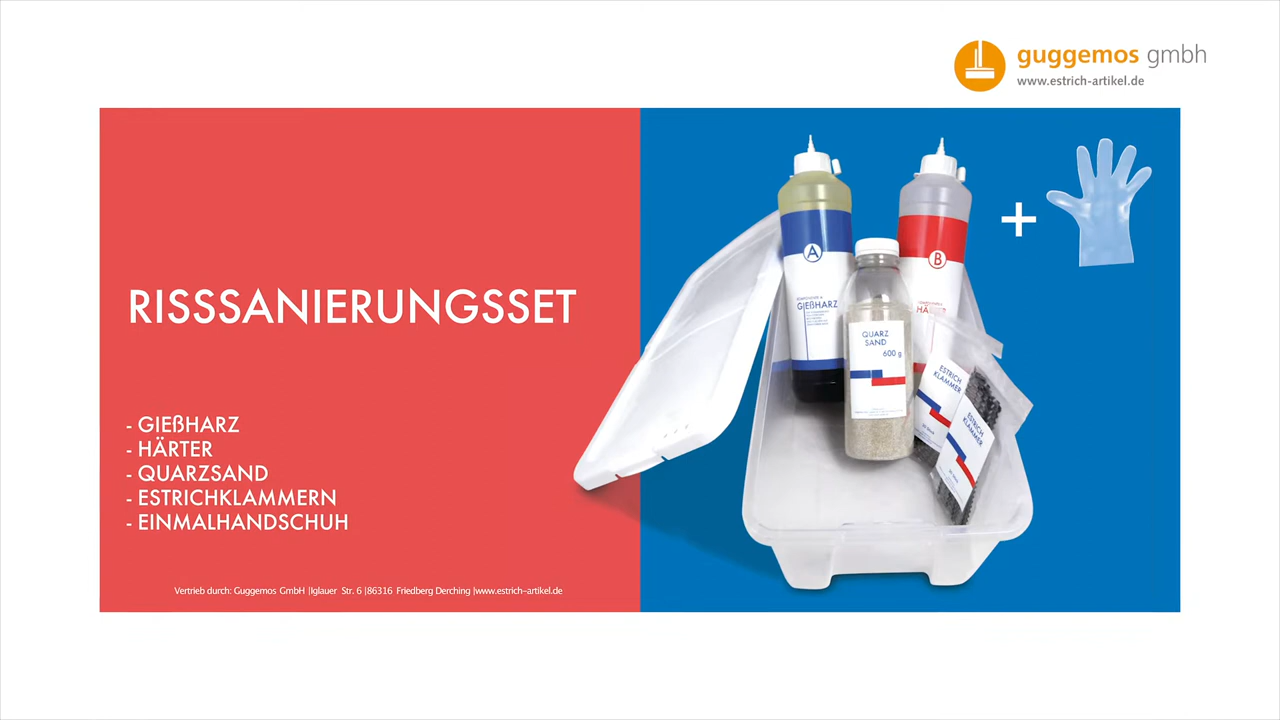 guggemos gmbh
www.estrich-artikel.de
RISSSANIERUNGSSET
- GIEßHARZ
- HÄRTER
- QUARZSAND
- ESTRICHKLAMMERN
- EINMALHANDSCHUH
Vertrieb durch: Guggemos GmbH |Iglauer Str. 6 |86316 Friedberg Derching |www.estrich-artikel.de
A
GIEßHARZ
B
QUARZ
SAND
600 g
ESTRICH
KLAMMER
ESTRICH
KLAMMER